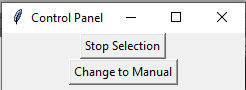 Control Panel
Stop Selection
Change to Manual